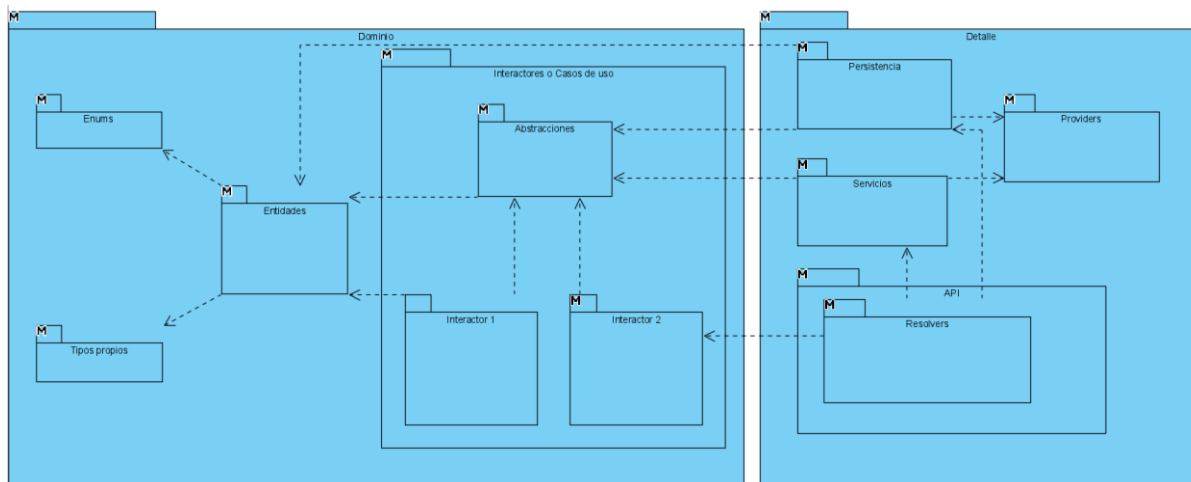 Dominio
Interactores o Casos de uso
Enums
Abstracciones
Entidades
Tipos propios
Interactor 1
Interactor 2
Detalle
Persistencia
Providers
Servicios
API
Resolvers